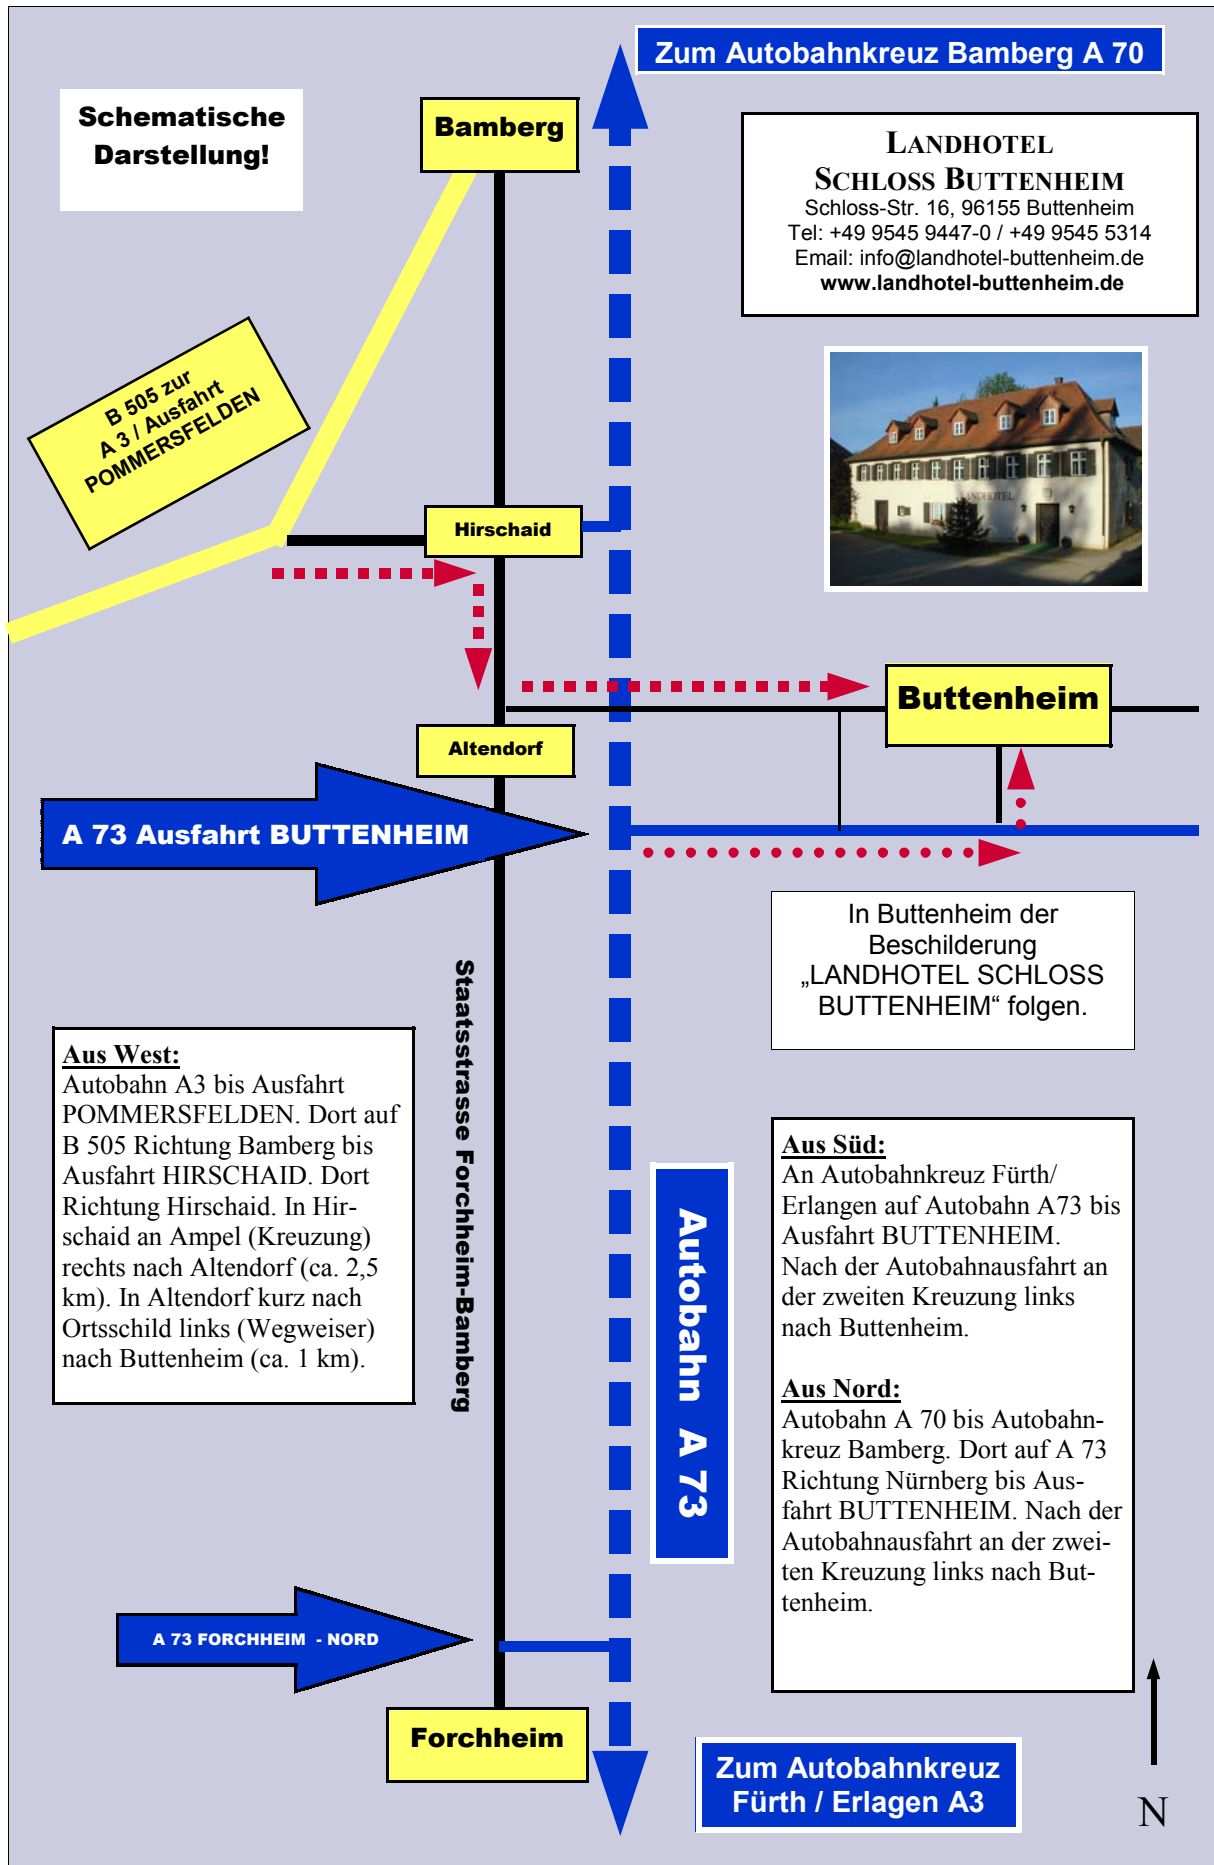 Zum Autobahnkreuz Bamberg A 70
Schematische
Darstellung!
Bamberg
LANDHOTEL
SCHLOSS BUTTENHEIM
Schloss-Str. 16, 96155 Buttenheim
Tel: +49 9545 9447-0 / +49 9545 5314
Email: info@landhotel-buttenheim.de
www.landhotel-buttenheim.de
B 505 zur
A 3 / Ausfahrt
POMMERSFELDEN
LANDHOTEL
Hirschaid
Buttenheim
Altendorf
A 73 Ausfahrt BUTTENHEIM
In Buttenheim der
Beschilderung
„LANDHOTEL SCHLOSS
BUTTENHEIM“ folgen.
Staatsstrasse Forchheim-Bamberg
Aus West:
Autobahn A3 bis Ausfahrt
POMMERSFELDEN. Dort auf
B 505 Richtung Bamberg bis
Ausfahrt HIRSCHAID. Dort
Richtung Hirschaid. In Hir-
schaid an Ampel (Kreuzung)
rechts nach Altendorf (ca. 2,5
km). In Altendorf kurz nach
Ortsschild links (Wegweiser)
nach Buttenheim (ca. 1 km).
Autobahn A 73
Aus Süd:
An Autobahnkreuz Fürth/
Erlangen auf Autobahn A73 bis
Ausfahrt BUTTENHEIM.
Nach der Autobahnausfahrt an
der zweiten Kreuzung links
nach Buttenheim.
Aus Nord:
Autobahn A 70 bis Autobahn-
kreuz Bamberg. Dort auf A 73
Richtung Nürnberg bis Aus-
fahrt BUTTENHEIM. Nach der
Autobahnausfahrt an der zwei-
ten Kreuzung links nach But-
tenheim.
A 73 FORCHHEIM - NORD
Forchheim
Zum Autobahnkreuz
Fürth / Erlagen A3
N